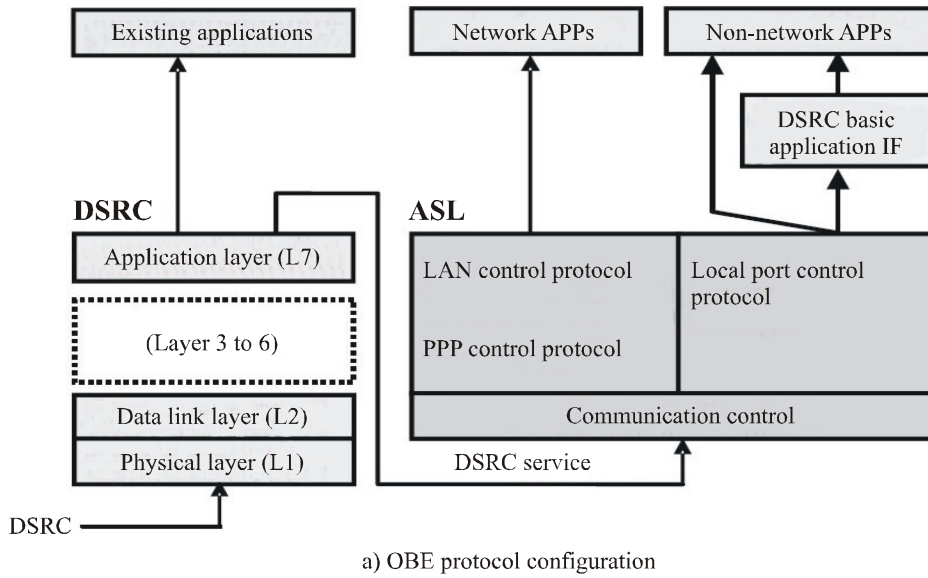 Existing applications
Network APPs
Non-network APPs
DSRC basic
application IF
DSRC
ASL
Application layer (L7)
LAN control protocol
Local port control
protocol
(Layer 3 to 6)
PPP control protocol
Data link layer (L2)
Communication control
Physical layer (L1)
DSRC service
DSRC
a) OBE protocol configuration